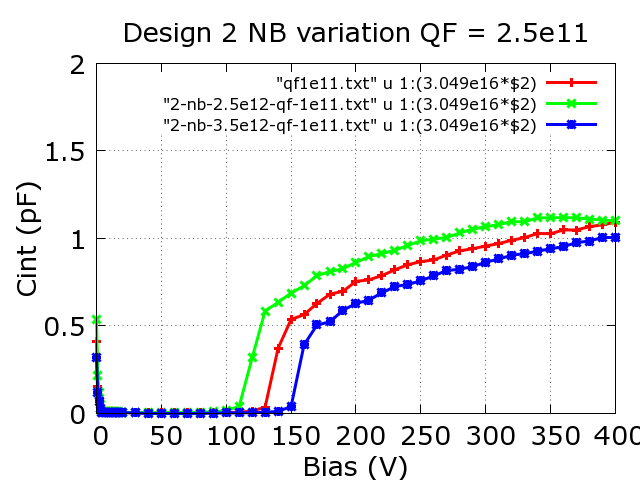 Design 2 NB variation QF = 2.5e11
"qf1e11.txt" u 1:(3.049e16*$2)
"2-nb-2.5e12-qf-1e11.txt" u 1:(3.049e16*$2)
"2-nb-3.5e12-qf-1e11.txt" u 1:(3.049e16*$2)
Cint (pF)
2
1.5
1
0.5
0
0 50 100 150 200 250 300 350 400
Bias (V)